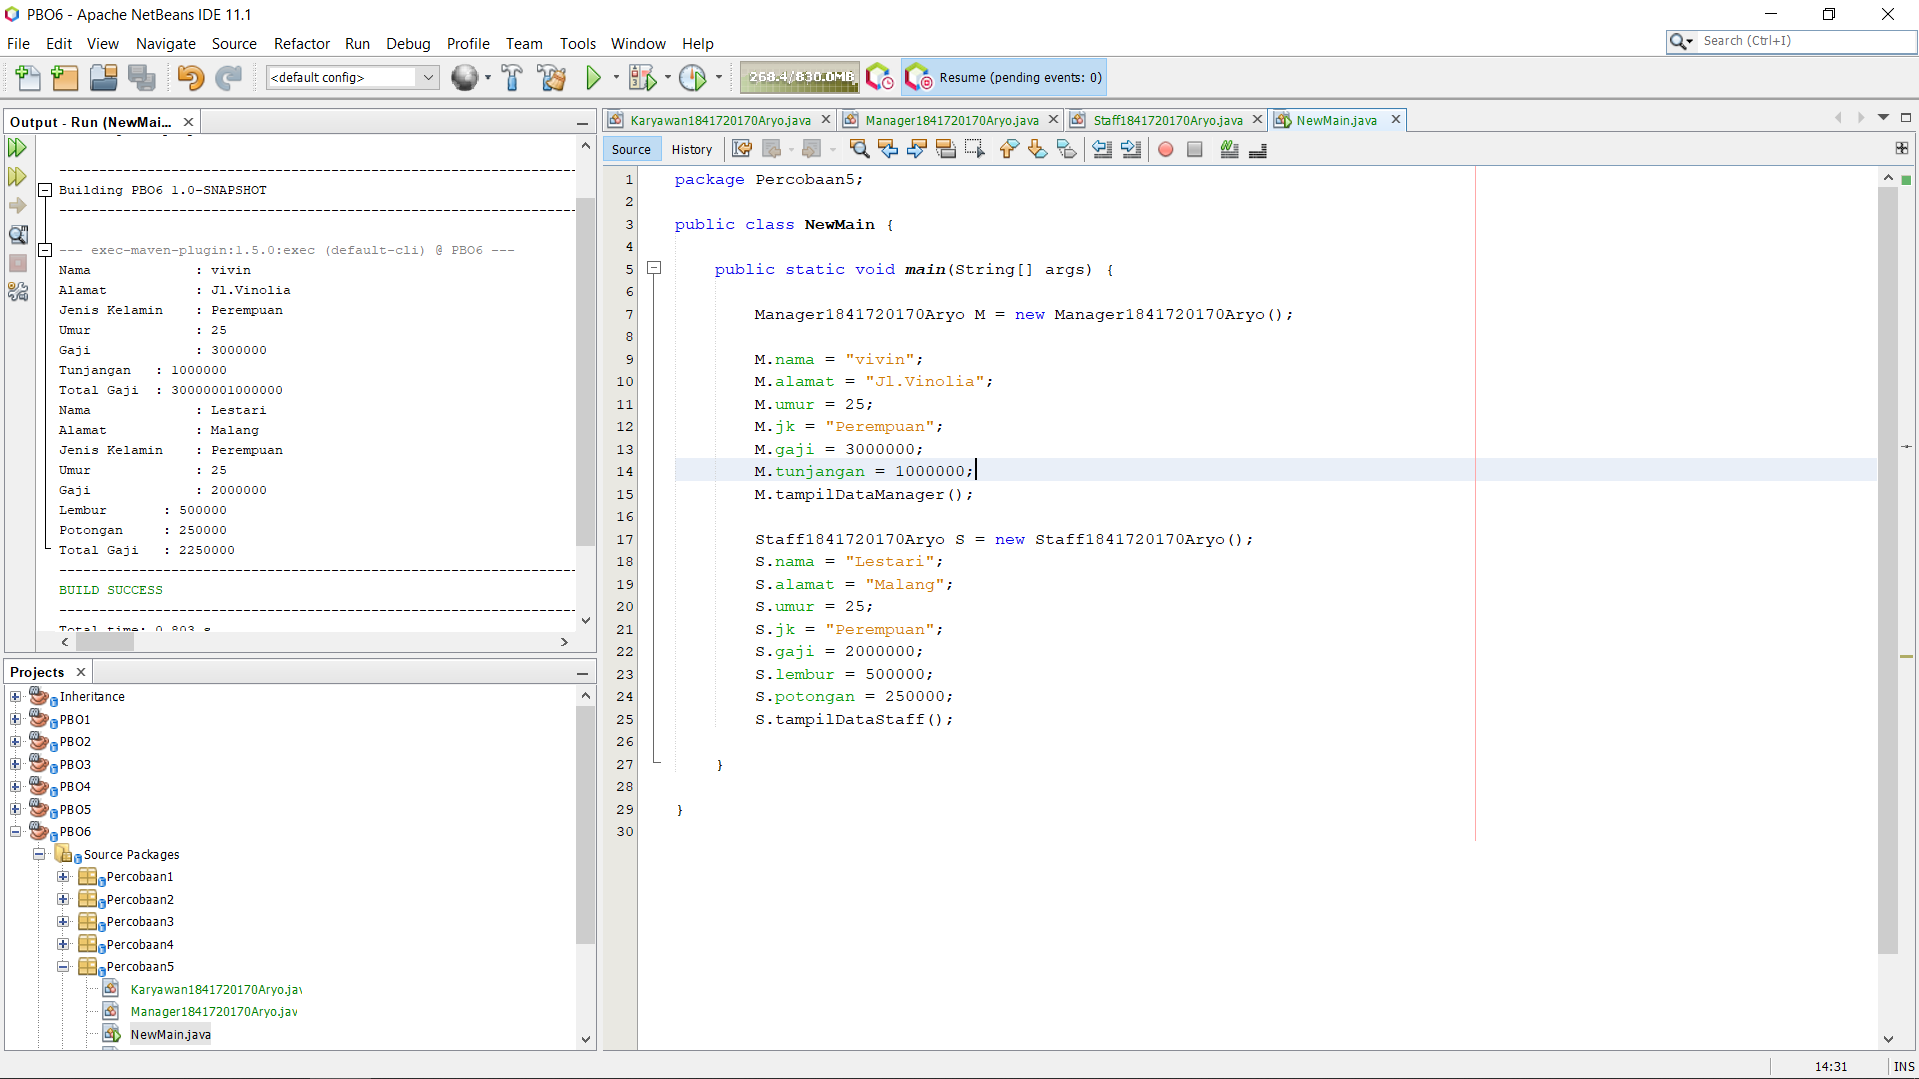 PBO6 - Apache NetBeans IDE 11.1
File Edit View Navigate Source Refactor Run Debug Profile Team Tools Window Help
Search (Ctrl+I)
<default config>
268.4/830.0MB
Resume (pending events: 0)
Output - Run (NewMai...
--------------------------------------------------------------
Building PBO6 1.0-SNAPSHOT
--------------------------------------------------------------
--- exec-maven-plugin:1.5.0:exec (default-cli) @ PBO6 ---
Nama : vivin
Alamat : Jl.Vinolia
Jenis Kelamin : Perempuan
Umur : 25
Gaji : 3000000
Tunjangan : 1000000
Total Gaji : 30000001000000
Nama : Lestari
Alamat : Malang
Jenis Kelamin : Perempuan
Umur : 25
Gaji : 2000000
Lembur : 500000
Potongan : 250000
Total Gaji : 2250000
--------------------------------------------------------------
BUILD SUCCESS
--------------------------------------------------------------
Total time: 0.803 s
Projects
Inheritance
PBO1
PBO2
PBO3
PBO4
PBO5
PBO6
Source Packages
Percobaan1
Percobaan2
Percobaan3
Percobaan4
Percobaan5
Karyawan1841720170Aryo.jav
Manager1841720170Aryo.jav
NewMain.java
Karyawan1841720170Aryo.java Manager1841720170Aryo.java Staff1841720170Aryo.java NewMain.java
Source History
1 package Percobaan5;
2
3 public class NewMain {
4
5 public static void main(String[] args) {
6
7 Manager1841720170Aryo M = new Manager1841720170Aryo();
8
9 M.nama = "vivin";
10 M.alamat = "Jl.Vinolia";
11 M.umur = 25;
12 M.jk = "Perempuan";
13 M.gaji = 3000000;
14 M.tunjangan = 1000000;
15 M.tampilDataManager();
16
17 Staff1841720170Aryo S = new Staff1841720170Aryo();
18 S.nama = "Lestari";
19 S.alamat = "Malang";
20 S.umur = 25;
21 S.jk = "Perempuan";
22 S.gaji = 2000000;
23 S.lembur = 500000;
24 S.potongan = 250000;
25 S.tampilDataStaff();
26
27 }
28
29 }
30
14:31 INS